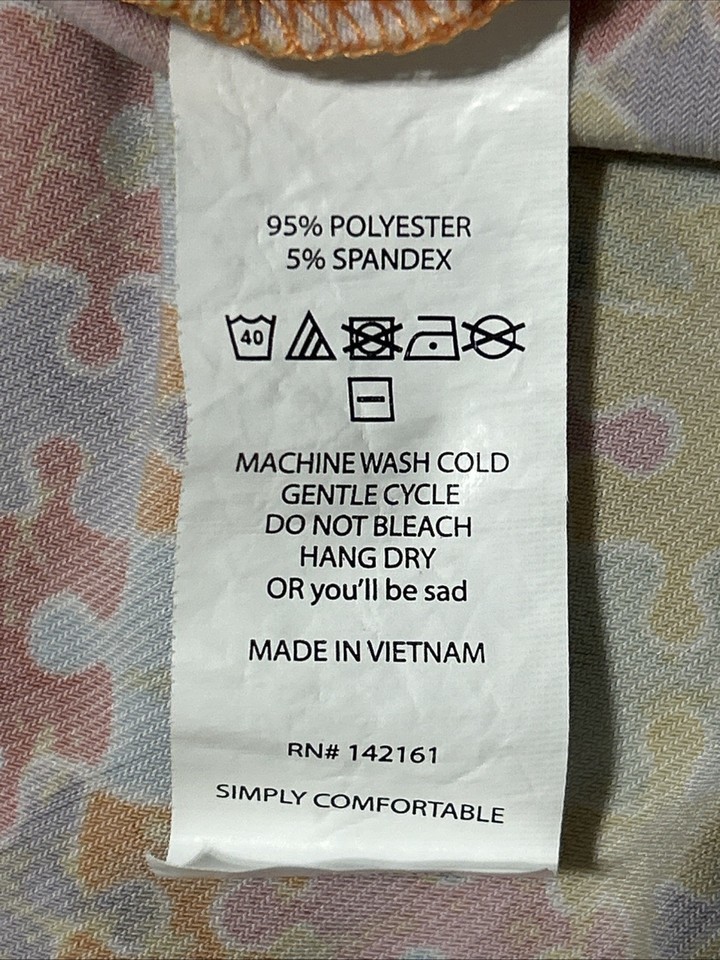 95% POLYESTER
5% SPANDEX
40
MACHINE WASH COLD
GENTLE CYCLE
DO NOT BLEACH
HANG DRY
OR you'll be sad
MADE IN VIETNAM
RN# 142161
SIMPLY COMFORTABLE